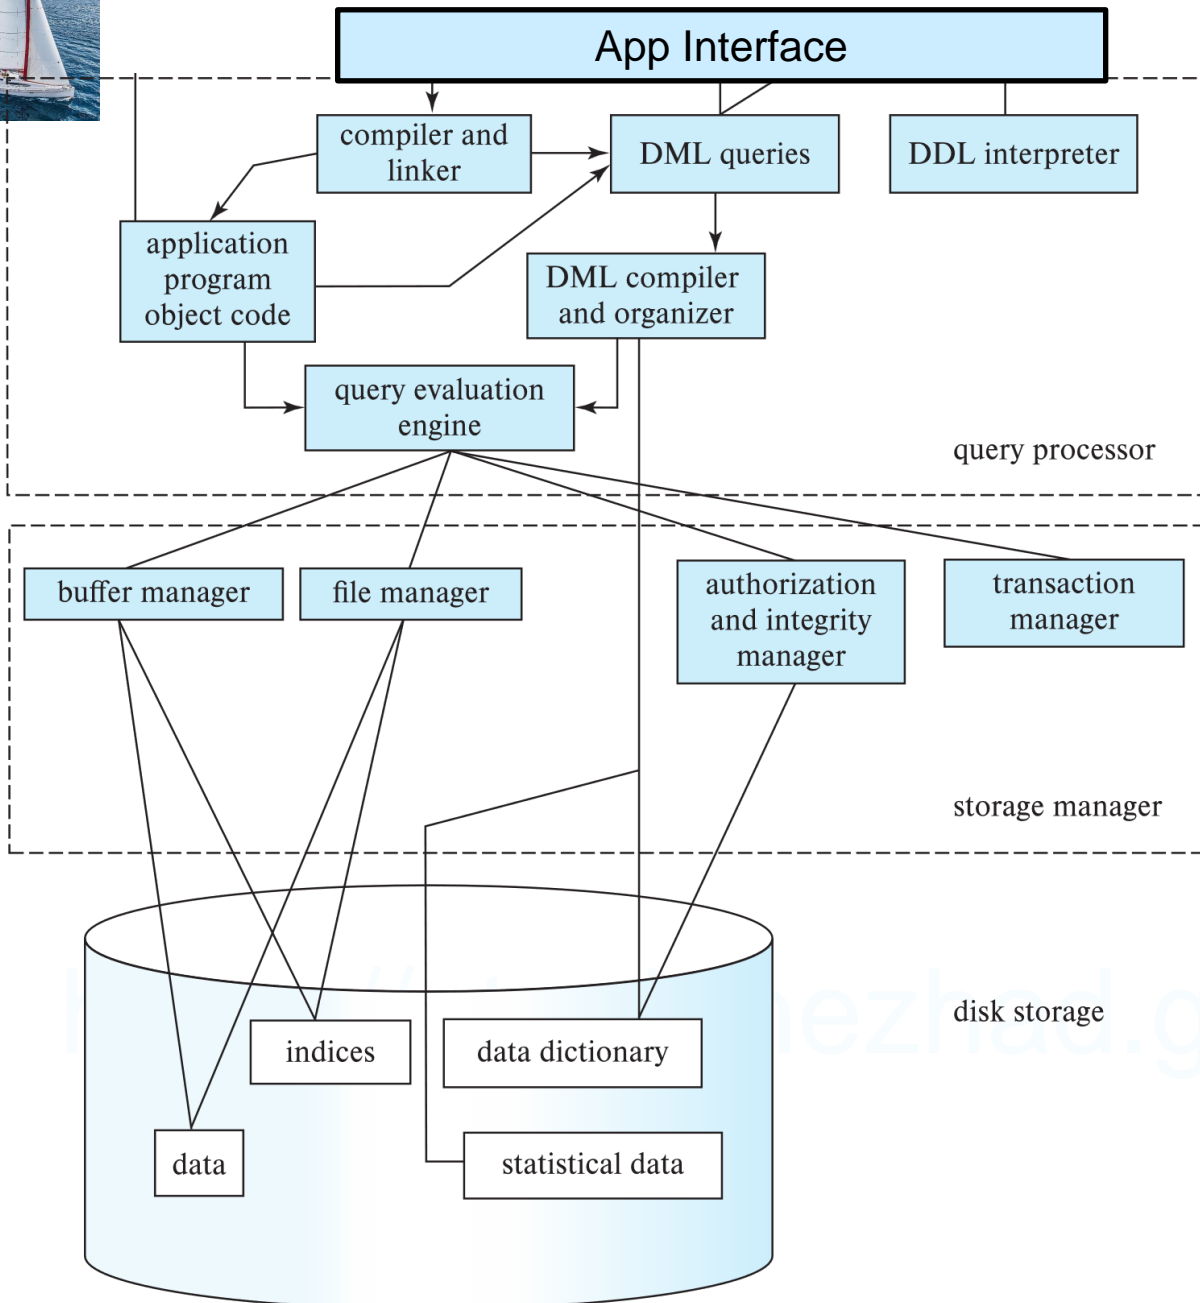 App Interface
compiler and
linker
DML queries
DDL interpreter
application
program
object code
DML compiler
and organizer
query evaluation
engine
query processor
buffer manager
file manager
authorization
and integrity
manager
transaction
manager
storage manager
disk storage
indices
data dictionary
data
statistical data